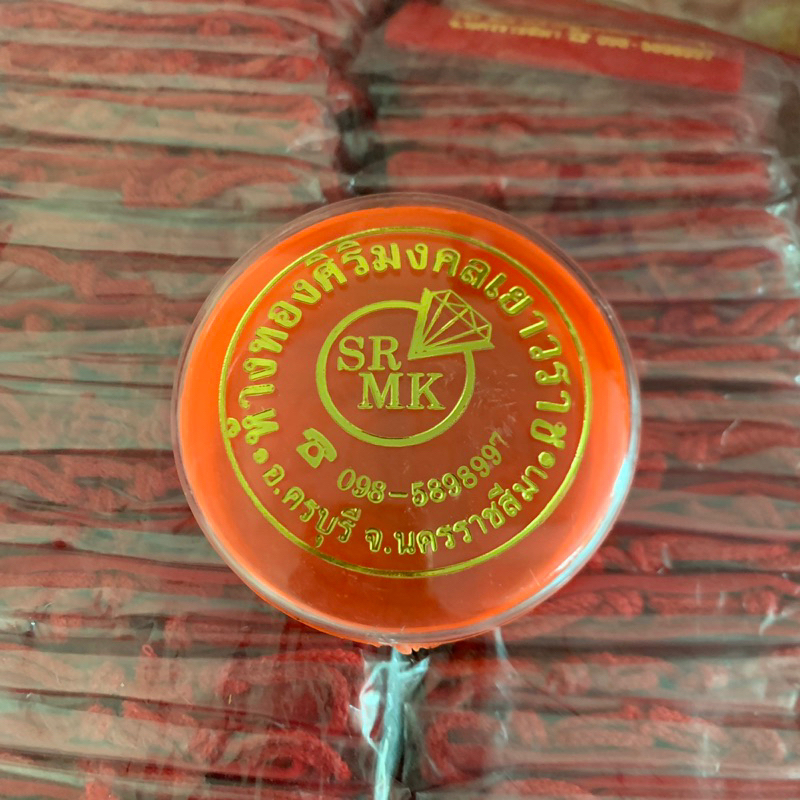 ห้างทองศิริมงคลเยาวราช
SR
MK
☎ 098-5898997
•อ.ครบุรี จ.นครราชสีมา•